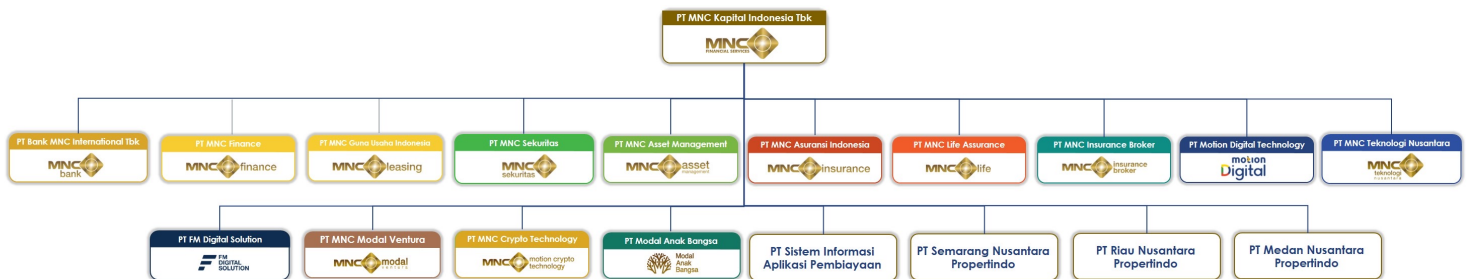 PT MNC Kapital Indonesia Tbk
MNC
FINANCIAL SERVICES
PT Bank MNC International Tbk
MNC
bank
PT MNC Finance
MNC finance
PT MNC Guna Usaha Indonesia
MNC leasing
PT MNC Sekuritas
MNC
sekuritas
PT MNC Asset Management
MNC asset
management
PT MNC Asuransi Indonesia
MNC insurance
PT MNC Life Assurance
MNC life
PT MNC Insurance Broker
MNC insurance
broker
PT Motion Digital Technology
motion
Digital
PT MNC Teknologi Nusantara
MNC
teknologi
nusantara
PT FM Digital Solution
FM
DIGITAL
SOLUTION
PT MNC Modal Ventura
MNC modal
ventura
PT MNC Crypto Technology
MNC motion crypto
technology
PT Modal Anak Bangsa
Modal
Anak
Bangsa
PT Sistem Informasi
Aplikasi Pembiayaan
PT Semarang Nusantara
Propertindo
PT Riau Nusantara
Propertindo
PT Medan Nusantara
Propertindo